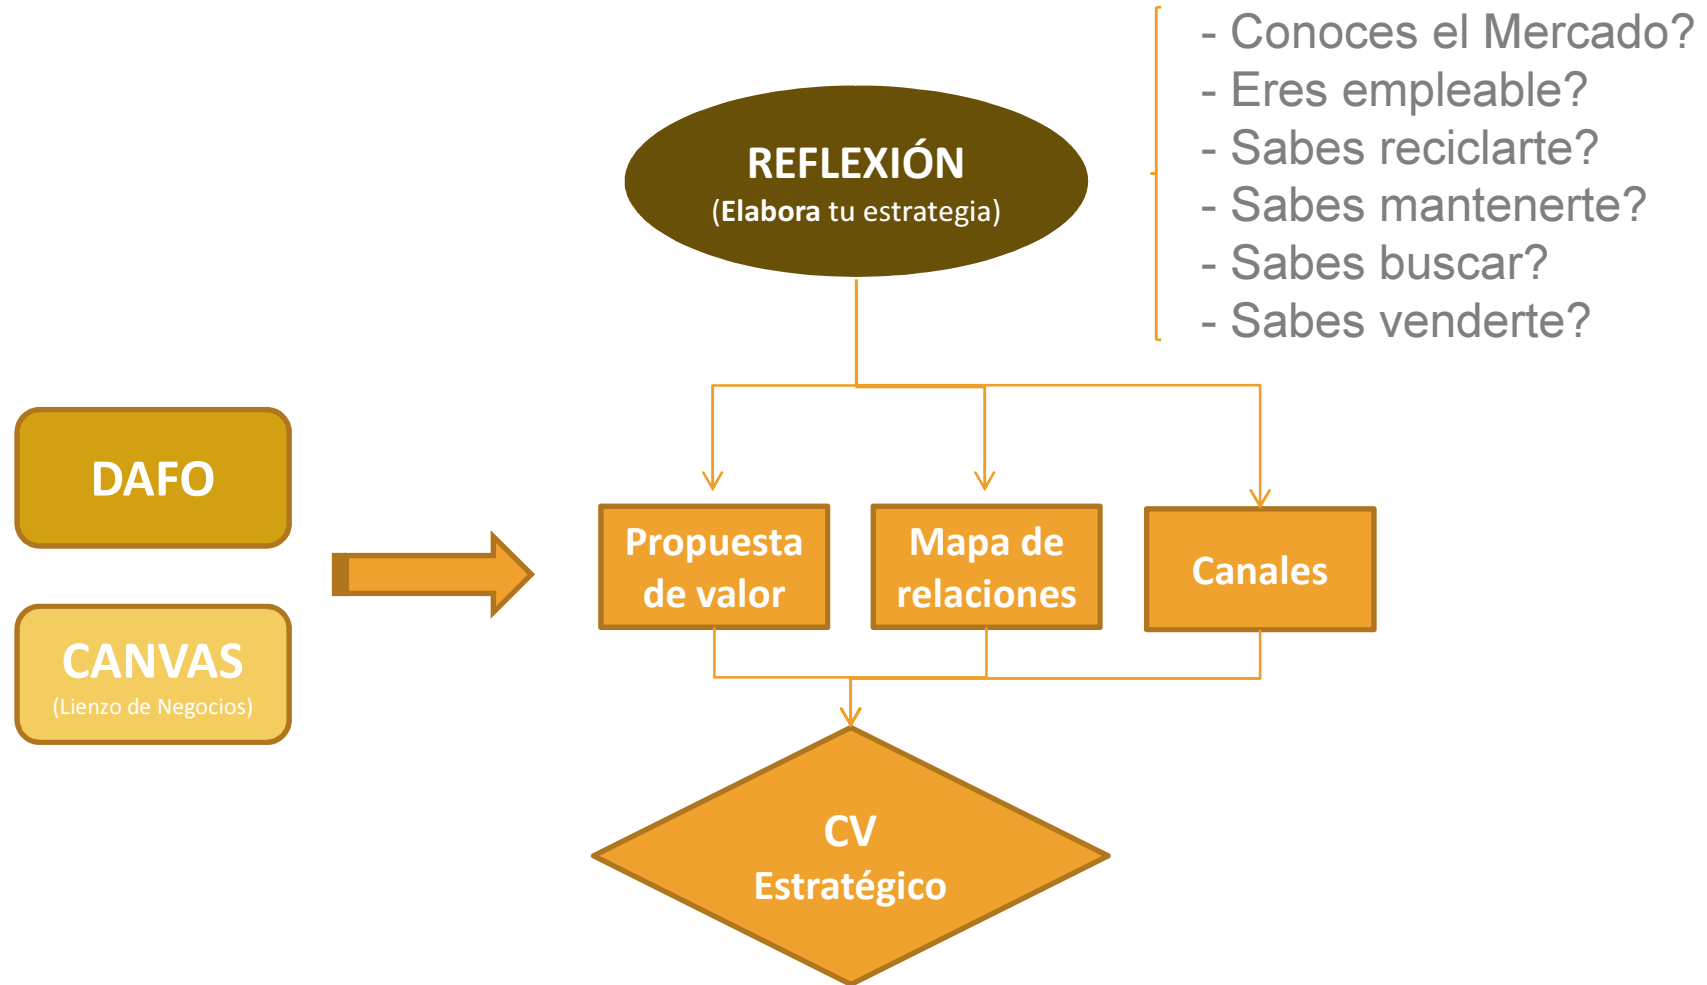 - Conoces el Mercado?
- Eres empleable?
- Sabes reciclarte?
- Sabes mantenerte?
- Sabes buscar?
- Sabes venderte?
REFLEXIÓN
(Elabora tu estrategia)
DAFO
CANVAS
(Lienzo de Negocios)
Propuesta
de valor
Mapa de
relaciones
Canales
CV
Estratégico